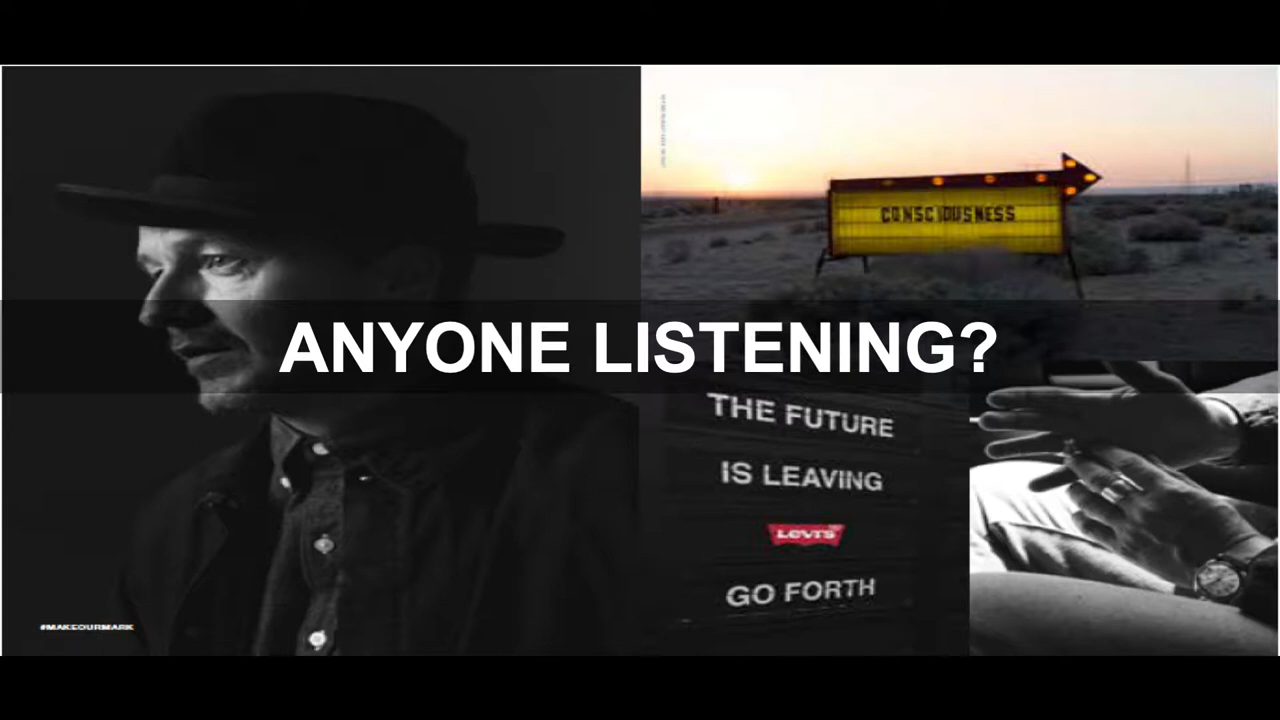 CONSCIOUSNESS
ANYONE LISTENING?
THE FUTURE
IS LEAVING
Levi's
GO FORTH
#MAKEOURMARK